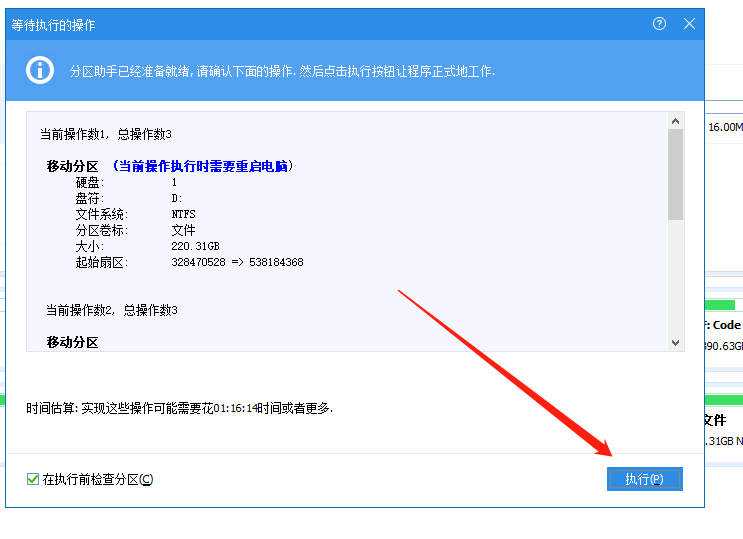 等待执行的操作
分区助手已经准备就绪,请确认下面的操作.然后点击执行按钮让程序正式地工作.
当前操作数1, 总操作数3
移动分区 (当前操作执行时需要重启电脑)
硬盘: 1
盘符: D:
文件系统: NTFS
分区卷标: 文件
大小: 220.31GB
起始扇区: 328470528 => 538184368
当前操作数2, 总操作数3
移动分区
时间估算: 实现这些操作可能需要花01:16:14时间或者更多.
在执行前检查分区(C)
执行(P)
16.00M
: Code
390.63G
文件
.31GB N